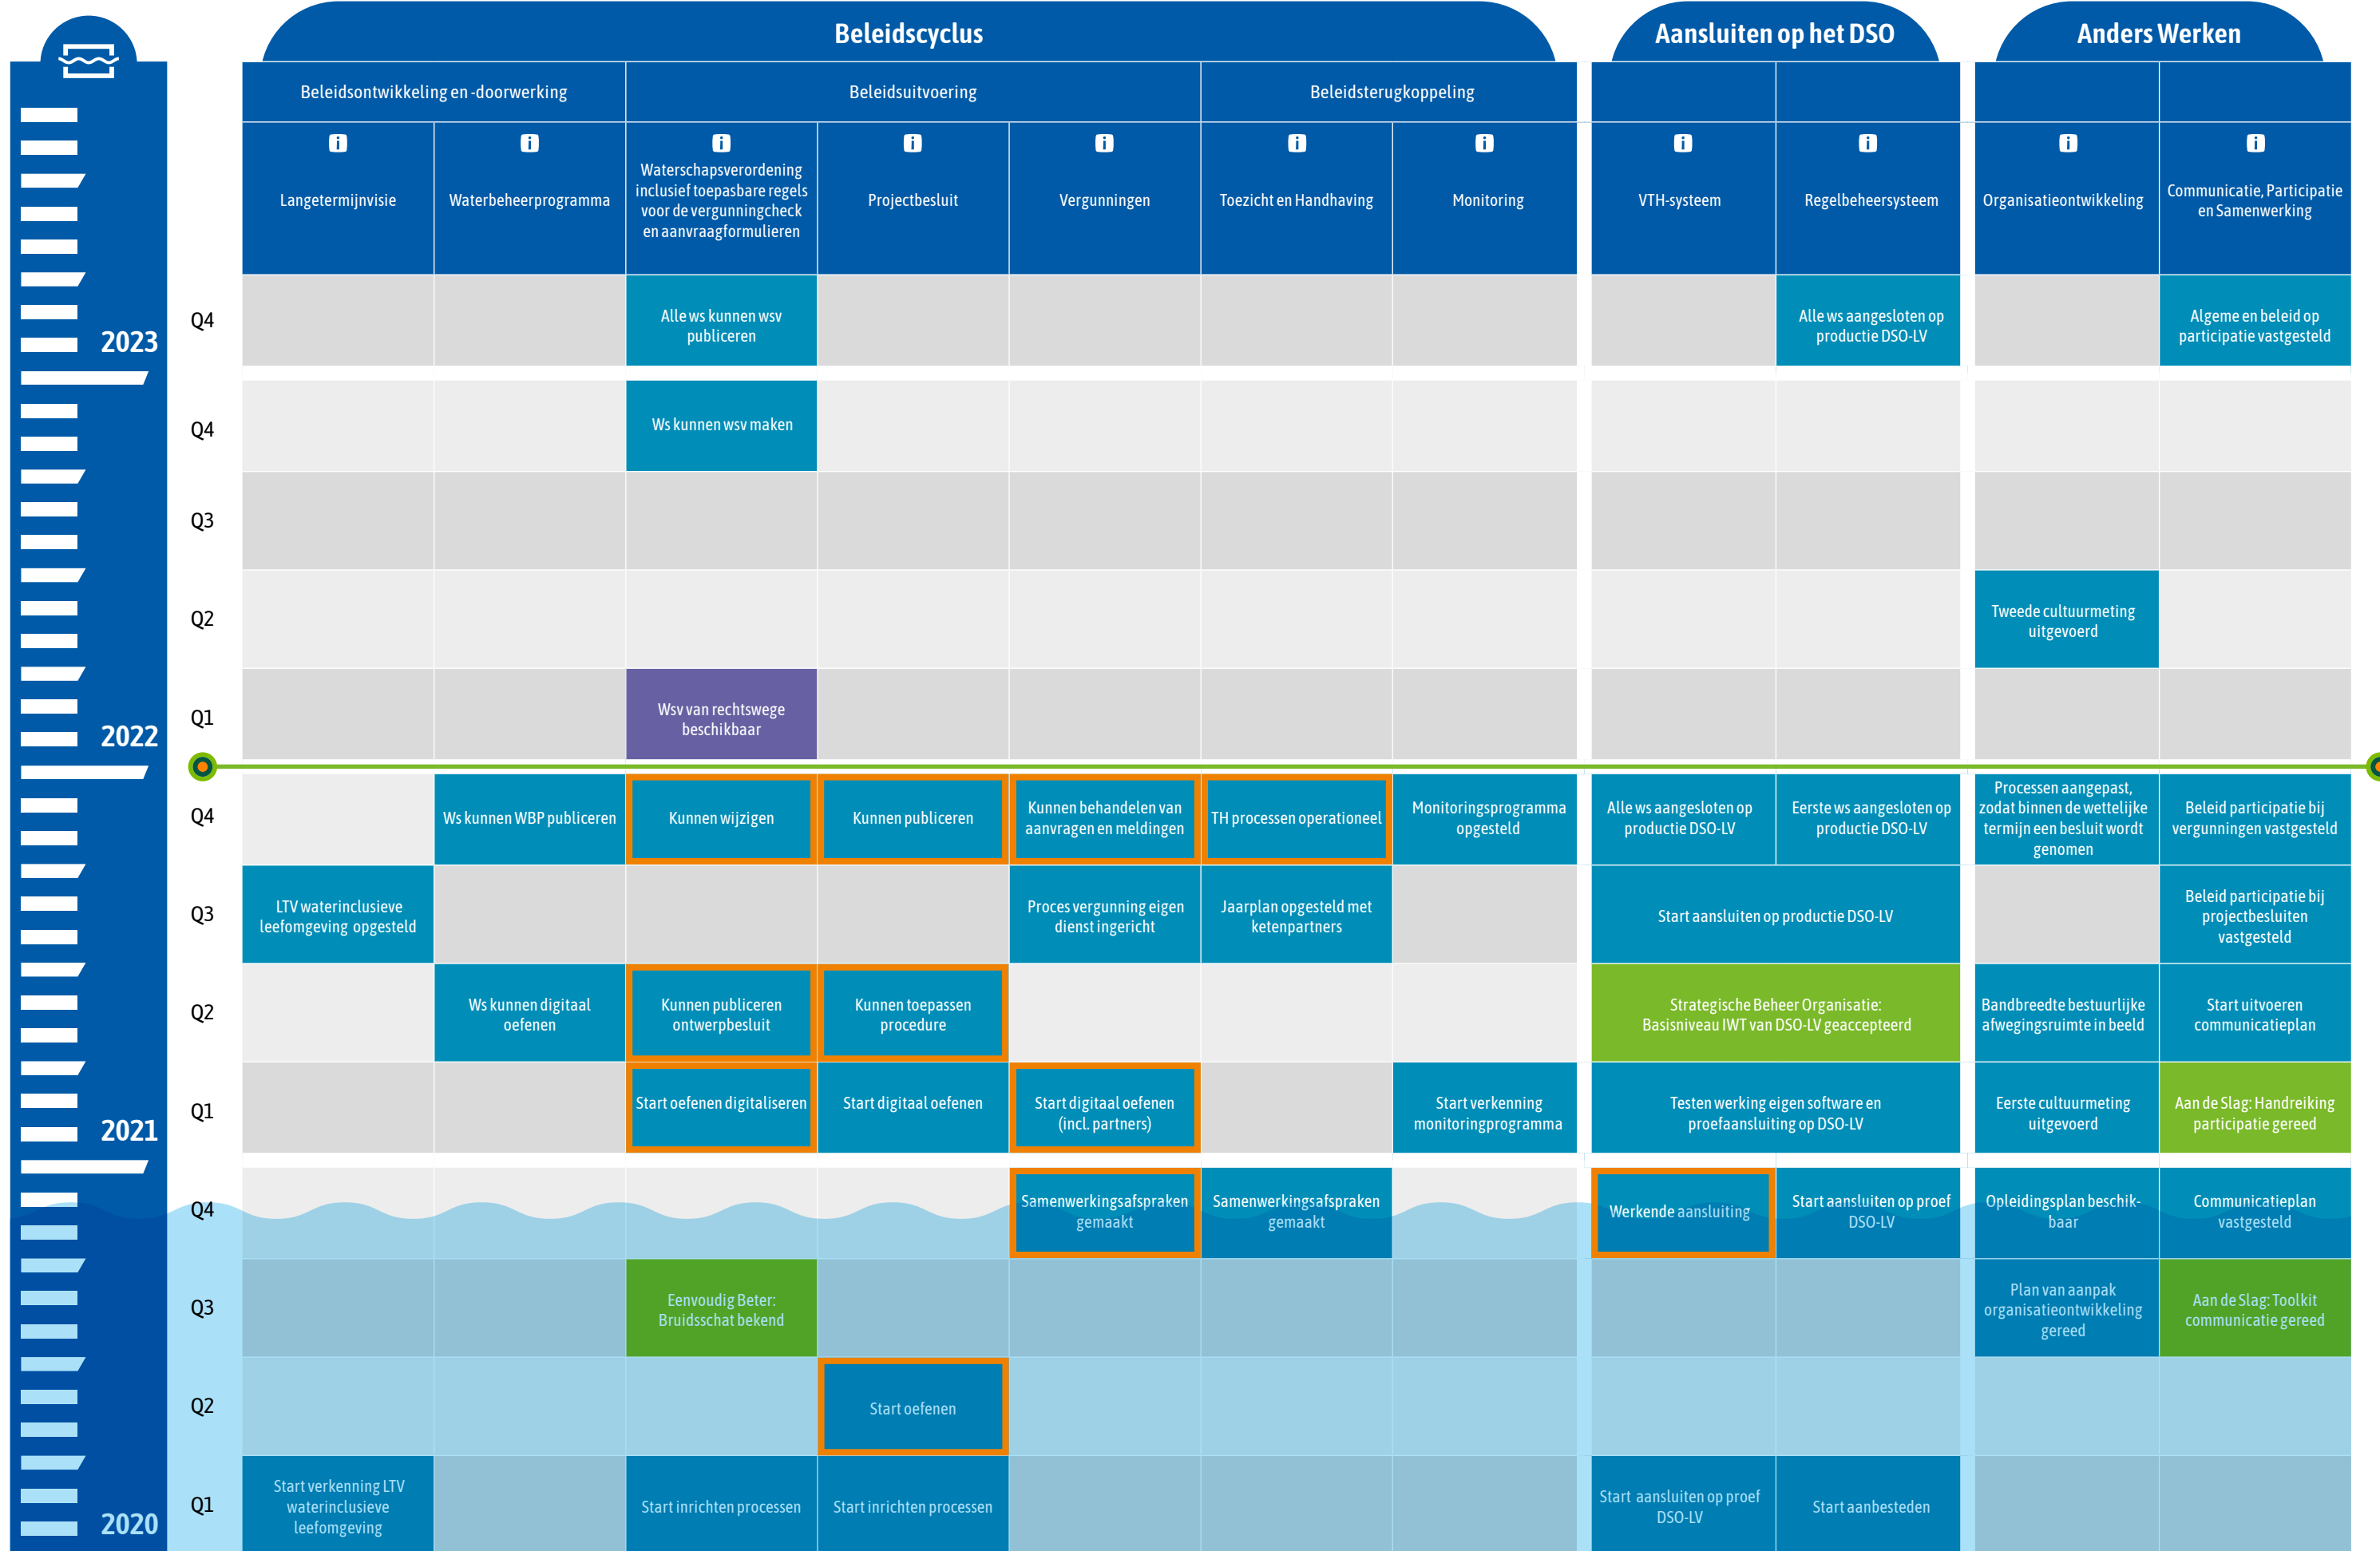 Beleidscyclus
Aansluiten op het DSO
Anders Werken
Beleidsontwikkeling en -doorwerking
Beleidsuitvoering
Beleidsterugkoppeling
i
i
i
i
i
i
i
i
i
i
i
Langetermijnvisie
Waterbeheerprogramma
Waterschapsverordening
inclusief toepasbare regels
voor de vergunningcheck
en aanvraagformulieren
Projectbesluit
Vergunningen
Toezicht en Handhaving
Monitoring
VTH-systeem
Regelbeheersysteem
Organisatieontwikkeling
Communicatie, Participatie
en Samenwerking
2023
Q4
Alle ws kunnen wsv
publiceren
Alle ws aangesloten op
productie DSO-LV
Algeme en beleid op
participatie vastgesteld
Q4
Ws kunnen wsv maken
Q3
Q2
Tweede cultuurmeting
uitgevoerd
2022
Q1
Wsv van rechtswege
beschikbaar
Q4
Ws kunnen WBP publiceren
Kunnen wijzigen
Kunnen publiceren
Kunnen behandelen van
aanvragen en meldingen
TH processen operationeel
Monitoringsprogramma
opgesteld
Alle ws aangesloten op
productie DSO-LV
Eerste ws aangesloten op
productie DSO-LV
Processen aangepast,
zodat binnen de wettelijke
termijn een besluit wordt
genomen
Beleid participatie bij
vergunningen vastgesteld
Q3
LTV waterinclusieve
leefomgeving opgesteld
Proces vergunning eigen
dienst ingericht
Jaarplan opgesteld met
ketenpartners
Start aansluiten op productie DSO-LV
Beleid participatie bij
projectbesluiten
vastgesteld
Q2
Ws kunnen digitaal
oefenen
Kunnen publiceren
ontwerpbesluit
Kunnen toepassen
procedure
Strategische Beheer Organisatie:
Basisniveau IWT van DSO-LV geaccepteerd
Bandbreedte bestuurlijke
afwegingsruimte in beeld
Start uitvoeren
communicatieplan
2021
Q1
Start oefenen digitaliseren
Start digitaal oefenen
Start digitaal oefenen
(incl. partners)
Start verkenning
monitoringprogramma
Testen werking eigen software en
proefaansluiting op DSO-LV
Eerste cultuurmeting
uitgevoerd
Aan de Slag: Handreiking
participatie gereed
Q4
Samenwerkingsafspraken
gemaakt
Samenwerkingsafspraken
gemaakt
Werkende aansluiting
Start aansluiten op proef
DSO-LV
Opleidingsplan beschik-
baar
Communicatieplan
vastgesteld
Q3
Eenvoudig Beter:
Bruidsschat bekend
Plan van aanpak
organisatieontwikkeling
gereed
Aan de Slag: Toolkit
communicatie gereed
Q2
Start oefenen
2020
Q1
Start verkenning LTV
waterinclusieve
leefomgeving
Start inrichten processen
Start inrichten processen
Start aansluiten op proef
DSO-LV
Start aanbesteden